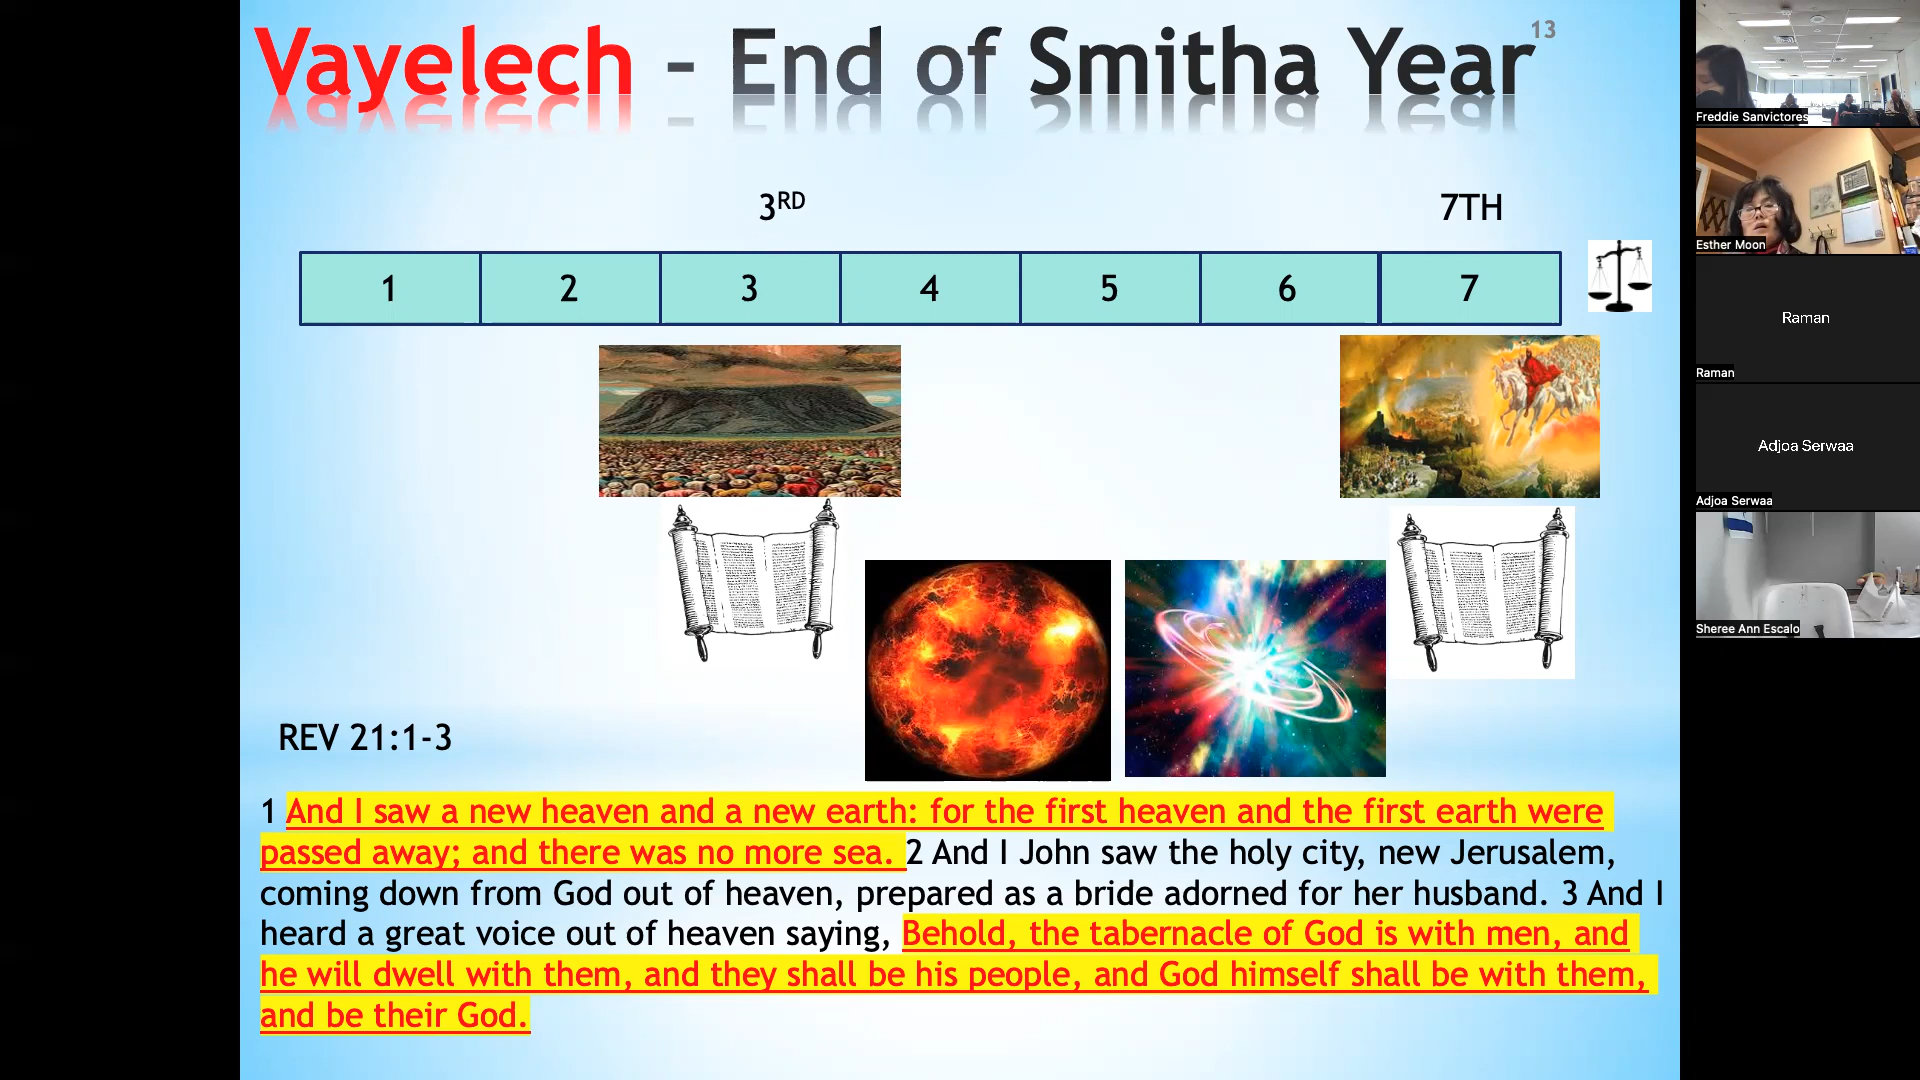 Vayelech - End of Smitha Year
13
3RD
7TH
1
2
3
4
5
6
7
REV 21:1-3
1 And I saw a new heaven and a new earth: for the first heaven and the first earth were
passed away; and there was no more sea. 2 And I John saw the holy city, new Jerusalem,
coming down from God out of heaven, prepared as a bride adorned for her husband. 3 And I
heard a great voice out of heaven saying, Behold, the tabernacle of God is with men, and
he will dwell with them, and they shall be his people, and God himself shall be with them,
and be their God.
Freddie Sanvictores
Esther Moon
Raman
Raman
Adjoa Serwaa
Adjoa Serwaa
Sheree Ann Escalo